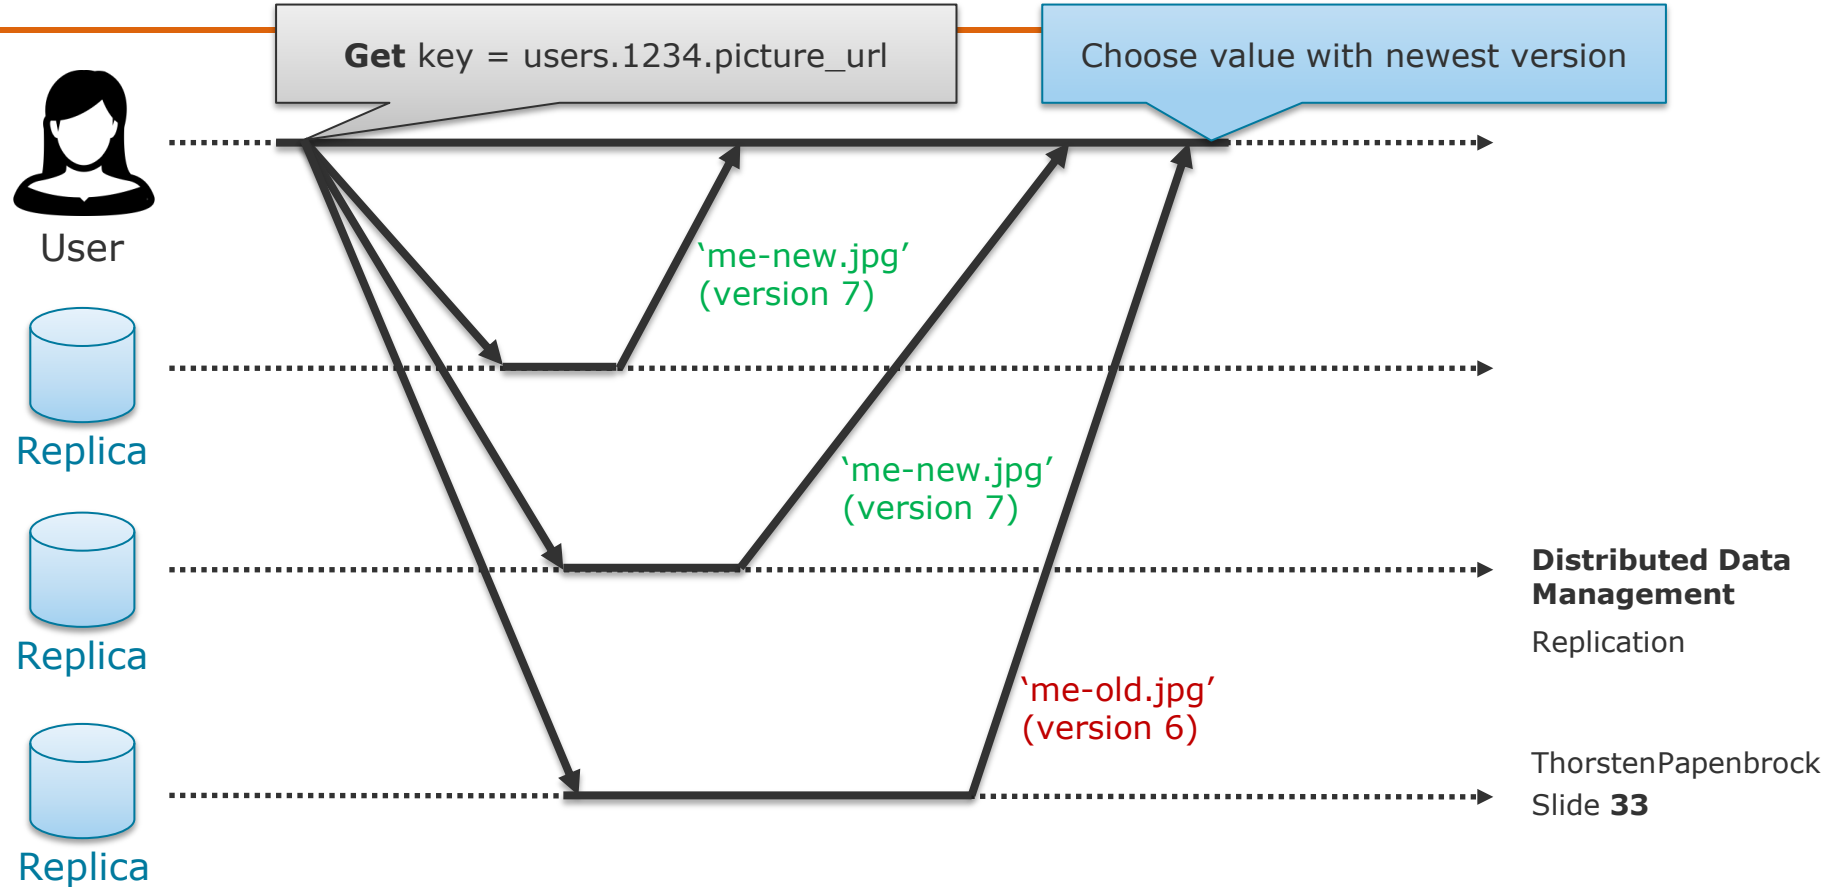 Get key = users.1234.picture_url
Choose value with newest version
User
‘me-new.jpg’
(version 7)
Replica
‘me-new.jpg’
(version 7)
Replica
‘me-old.jpg’
(version 6)
Replica
Distributed Data
Management
Replication
ThorstenPapenbrock
Slide 33